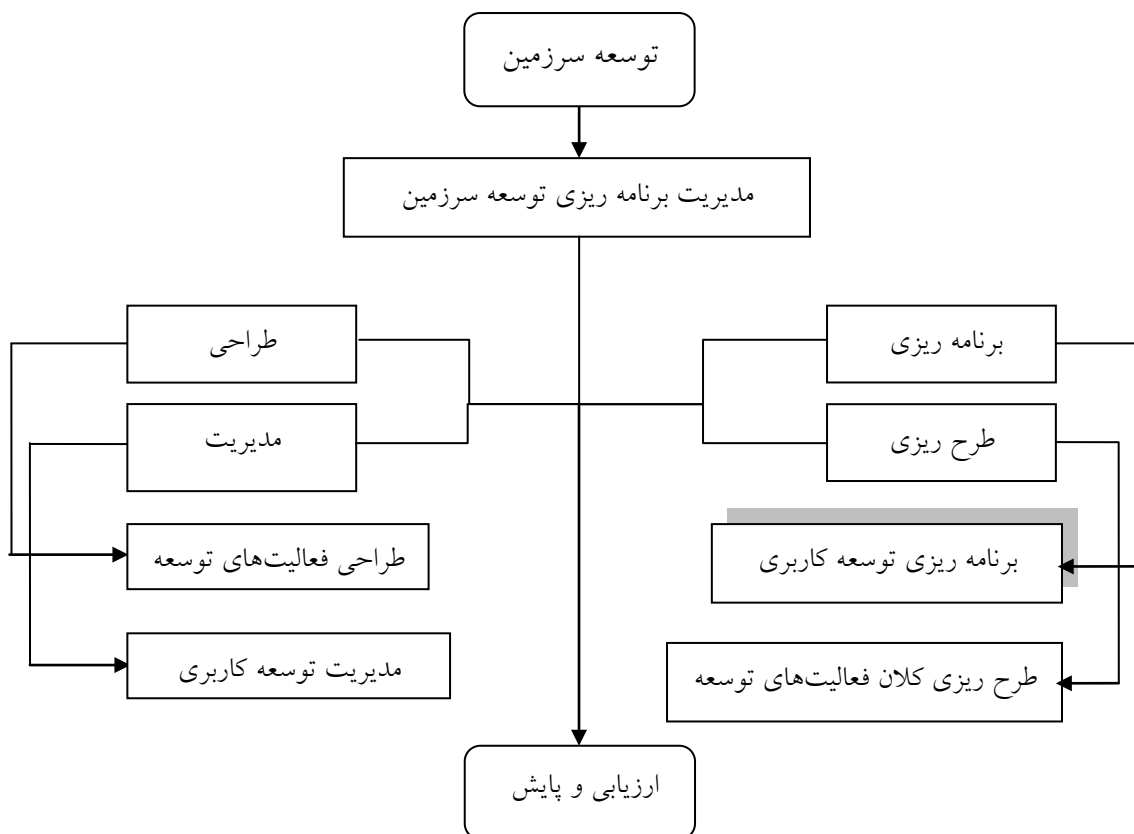 توسعه سرزمین
مدیریت برنامه ریزی توسعه سرزمین
برنامه ریزی
طراحی
طرح ریزی
مدیریت
برنامه ریزی توسعه کاربری
طراحی فعالیت‌های توسعه
طرح ریزی کلان فعالیت‌های توسعه
مدیریت توسعه کاربری
ارزیابی و پایش